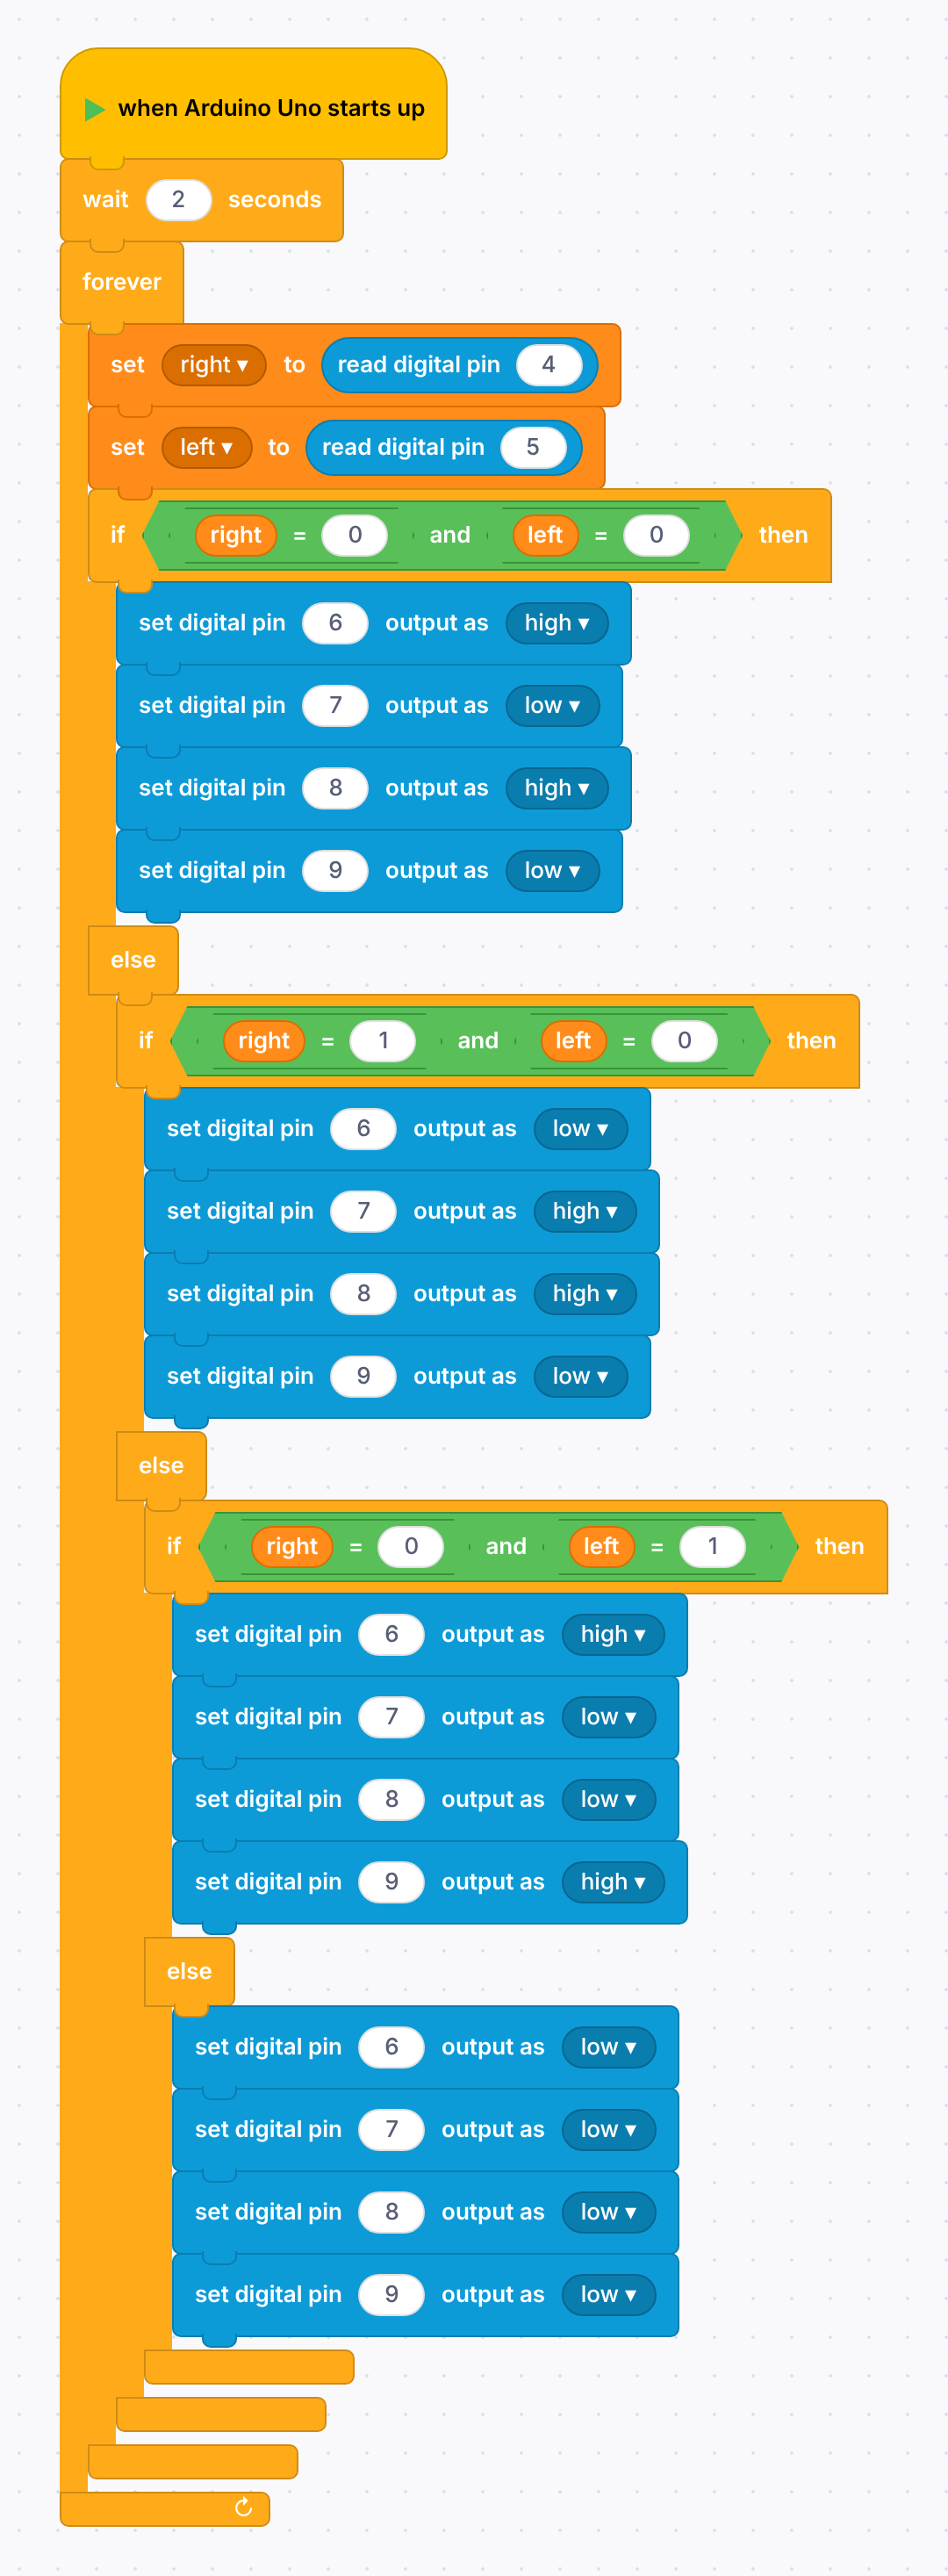 when Arduino Uno starts up
wait 2 seconds
forever
set right ▾ to read digital pin 4
set left ▾ to read digital pin 5
if right = 0 and left = 0 then
set digital pin 6 output as high ▾
set digital pin 7 output as low ▾
set digital pin 8 output as high ▾
set digital pin 9 output as low ▾
else
if right = 1 and left = 0 then
set digital pin 6 output as low ▾
set digital pin 7 output as high ▾
set digital pin 8 output as high ▾
set digital pin 9 output as low ▾
else
if right = 0 and left = 1 then
set digital pin 6 output as high ▾
set digital pin 7 output as low ▾
set digital pin 8 output as low ▾
set digital pin 9 output as high ▾
else
set digital pin 6 output as low ▾
set digital pin 7 output as low ▾
set digital pin 8 output as low ▾
set digital pin 9 output as low ▾